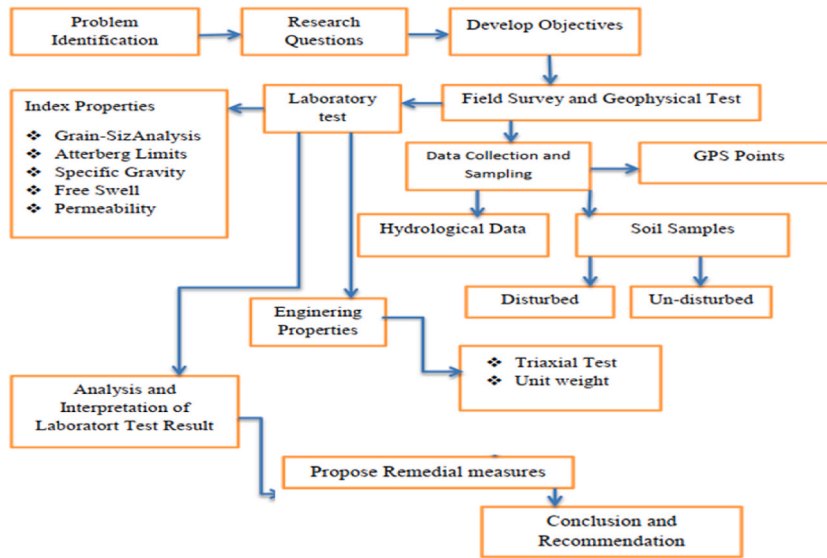 Problem
Identification
Research
Questions
Develop Objectives
Index Properties
❖ Grain-SizAnalysis
❖ Atterberg Limits
❖ Specific Gravity
❖ Free Swell
❖ Permeability
Laboratory
test
Field Survey and Geophysical Test
Data Collection and
Sampling
GPS Points
Hydrological Data
Soil Samples
Disturbed
Un-disturbed
Enginering
Properties
❖ Triaxial Test
❖ Unit weight
Analysis and
Interpretation of
Laboratort Test Result
Propose Remedial measures
Conclusion and
Recommendation